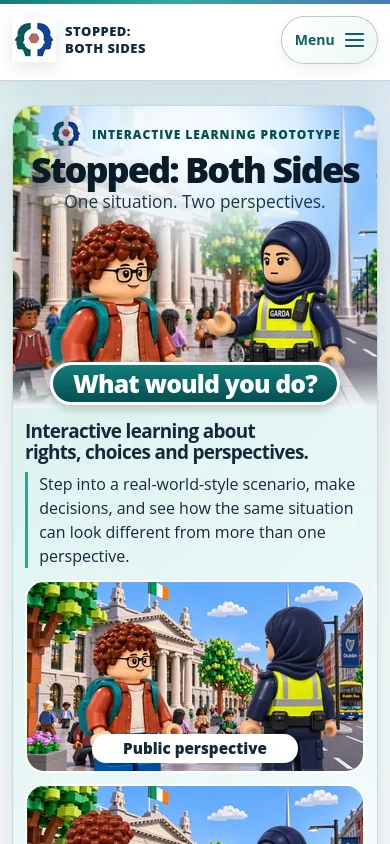 STOPPED:
BOTH SIDES
Menu
INTERACTIVE LEARNING PROTOTYPE
Stopped: Both Sides
One situation. Two perspectives.
GARDA
What would you do?
Interactive learning about
rights, choices and perspectives.
Step into a real-world-style scenario, make
decisions, and see how the same situation
can look different from more than one
perspective.
Dublin
Dublin Bus
Public perspective